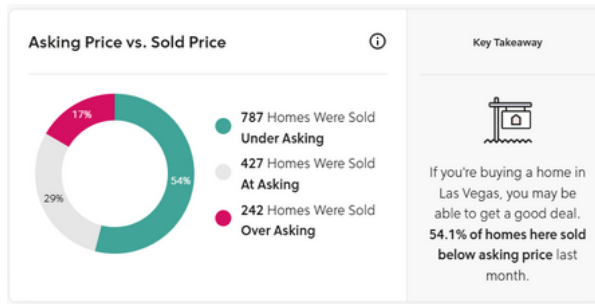 Asking Price vs. Sold Price
17%
54%
29%
787 Homes Were Sold
Under Asking
427 Homes Were Sold
At Asking
242 Homes Were Sold
Over Asking
Key Takeaway
If you're buying a home in
Las Vegas, you may be
able to get a good deal.
54.1% of homes here sold
below asking price last
month.